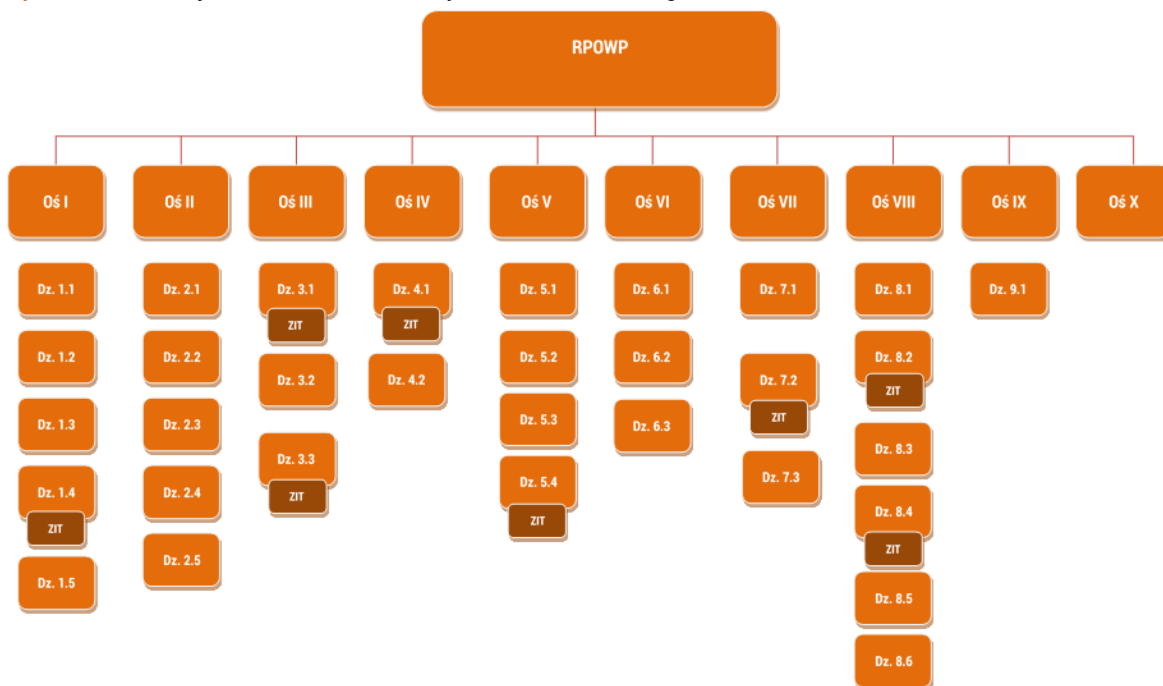 RPOWP
Oś I
Oś II
Oś III
Oś IV
Oś V
Oś VI
Oś VII
Oś VIII
Oś IX
Oś X
Dz. 1.1
Dz. 1.2
Dz. 1.3
Dz. 1.4
ZIT
Dz. 1.5
Dz. 2.1
Dz. 2.2
Dz. 2.3
Dz. 2.4
Dz. 2.5
Dz. 3.1
ZIT
Dz. 3.2
Dz. 3.3
ZIT
Dz. 4.1
ZIT
Dz. 4.2
Dz. 5.1
Dz. 5.2
Dz. 5.3
Dz. 5.4
ZIT
Dz. 6.1
Dz. 6.2
Dz. 6.3
Dz. 7.1
Dz. 7.2
ZIT
Dz. 7.3
Dz. 8.1
Dz. 8.2
ZIT
Dz. 8.3
Dz. 8.4
ZIT
Dz. 8.5
Dz. 8.6
Dz. 9.1